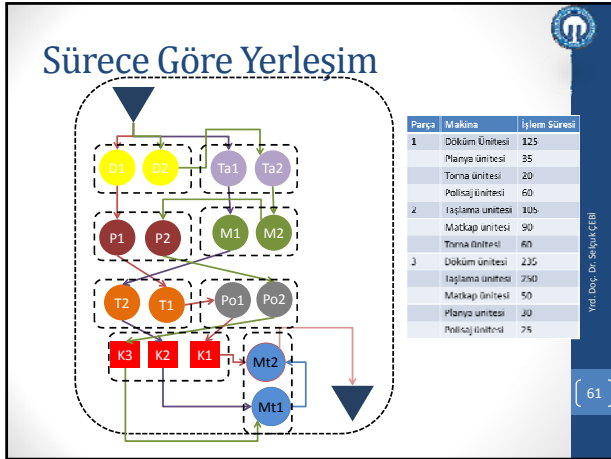 Sürece Göre Yerleşim
D1 D2 Ta1 Ta2
P1 P2 M1 M2
T2 T1 Po1 Po2
K3 K2 K1 Mt2
Mt1
Parça Makina İşlem Süresi
1 Döküm Ünitesi 125
Planya ünitesi 35
Torna ünitesi 20
Polisaj ünitesi 60
2 Taşlama ünitesi 105
Matkap ünitesi 90
Torna ünitesi 60
3 Döküm ünitesi 235
Taşlama ünitesi 250
Matkap ünitesi 50
Planya ünitesi 30
Polisaj ünitesi 25
Yrd. Doç. Dr. Selçuk ÇEBİ
61